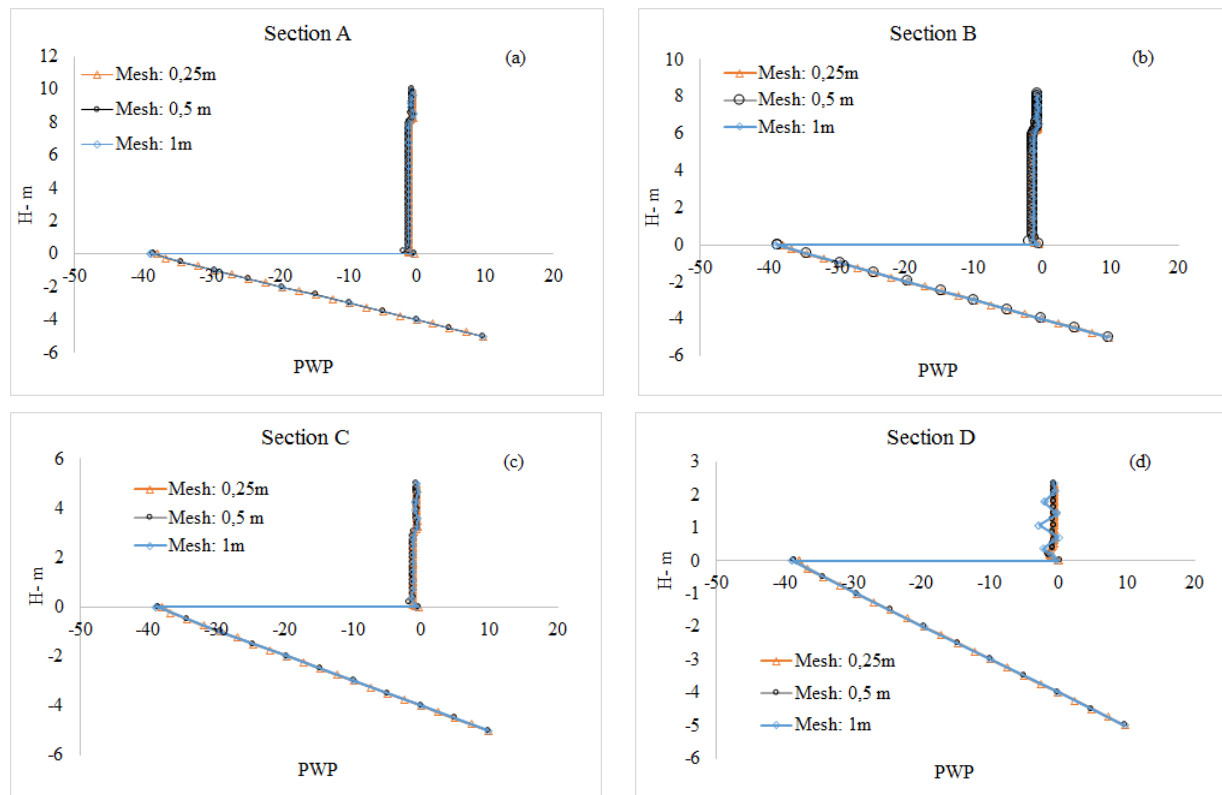 Section A
(a)
Mesh: 0,25m
Mesh: 0,5 m
Mesh: 1m
12
10
8
6
4
2
0
-2
-4
-6
H- m
-50
-40
-30
-20
-10
0
10
20
PWP
Section B
(b)
Mesh: 0,25m
Mesh: 0,5 m
Mesh: 1m
10
8
6
4
2
0
-2
-4
-6
H- m
-50
-40
-30
-20
-10
0
10
20
PWP
Section C
(c)
Mesh: 0,25m
Mesh: 0,5 m
Mesh: 1m
6
4
2
0
-2
-4
-6
H- m
-50
-40
-30
-20
-10
0
10
20
PWP
Section D
(d)
3
2
1
0
-1
-2
-3
-4
-5
-6
H- m
-50
-40
-30
-20
-10
0
10
20
Mesh: 0,25m
Mesh: 0,5 m
Mesh: 1m
PWP